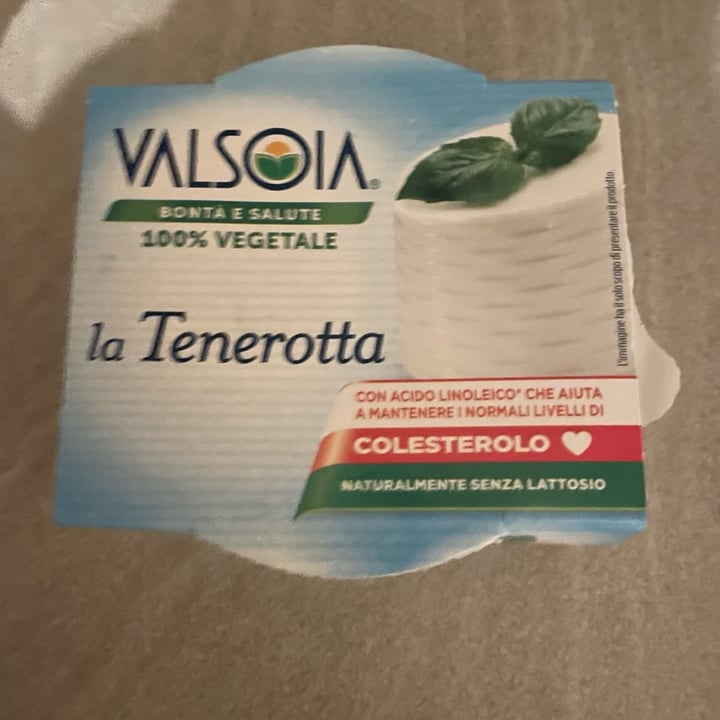 VALSOIA®
BONTÀ E SALUTE
100% VEGETALE
la Tenerotta
CON ACIDO LINOLEICO* CHE AIUTA
A MANTENERE I NORMALI LIVELLI DI
COLESTEROLO
NATURALMENTE SENZA LATTOSIO
L'immagine ha il solo scopo di presentare il prodotto.